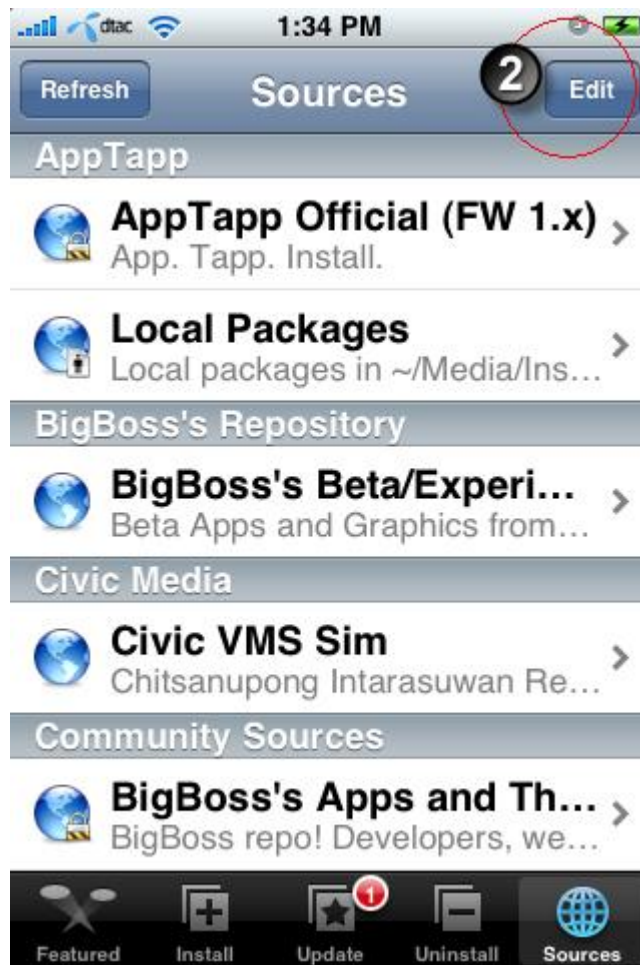 dtac 1:34 PM
Refresh Sources 2 Edit
AppTapp
AppTapp Official (FW 1.x)
App. Tapp. Install.
Local Packages
Local packages in ~/Media/Ins...
BigBoss's Repository
BigBoss's Beta/Experi...
Beta Apps and Graphics from...
Civic Media
Civic VMS Sim
Chitsanupong Intarasuwan Re...
Community Sources
BigBoss's Apps and Th...
BigBoss repo! Developers, we...
1
Featured Install Update Uninstall Sources